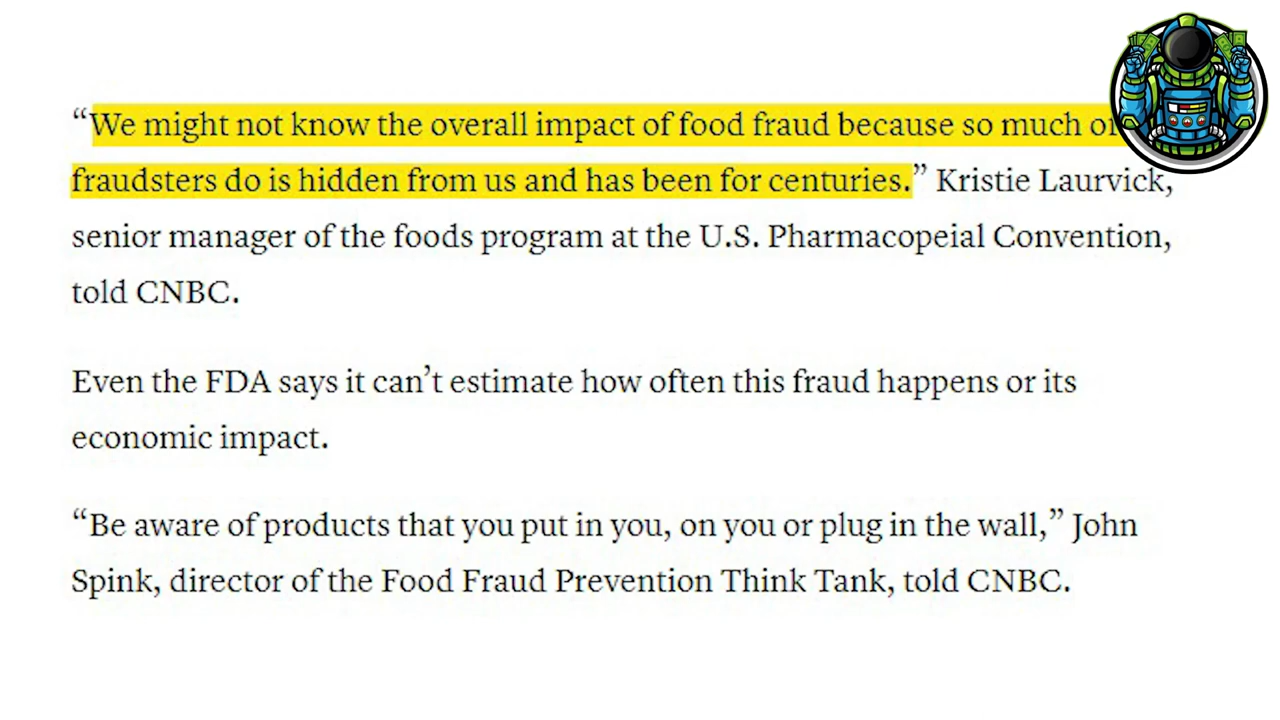 “We might not know the overall impact of food fraud because so much of
fraudsters do is hidden from us and has been for centuries.” Kristie Laurvick,
senior manager of the foods program at the U.S. Pharmacopeial Convention,
told CNBC.
Even the FDA says it can’t estimate how often this fraud happens or its
economic impact.
“Be aware of products that you put in you, on you or plug in the wall,” John
Spink, director of the Food Fraud Prevention Think Tank, told CNBC.